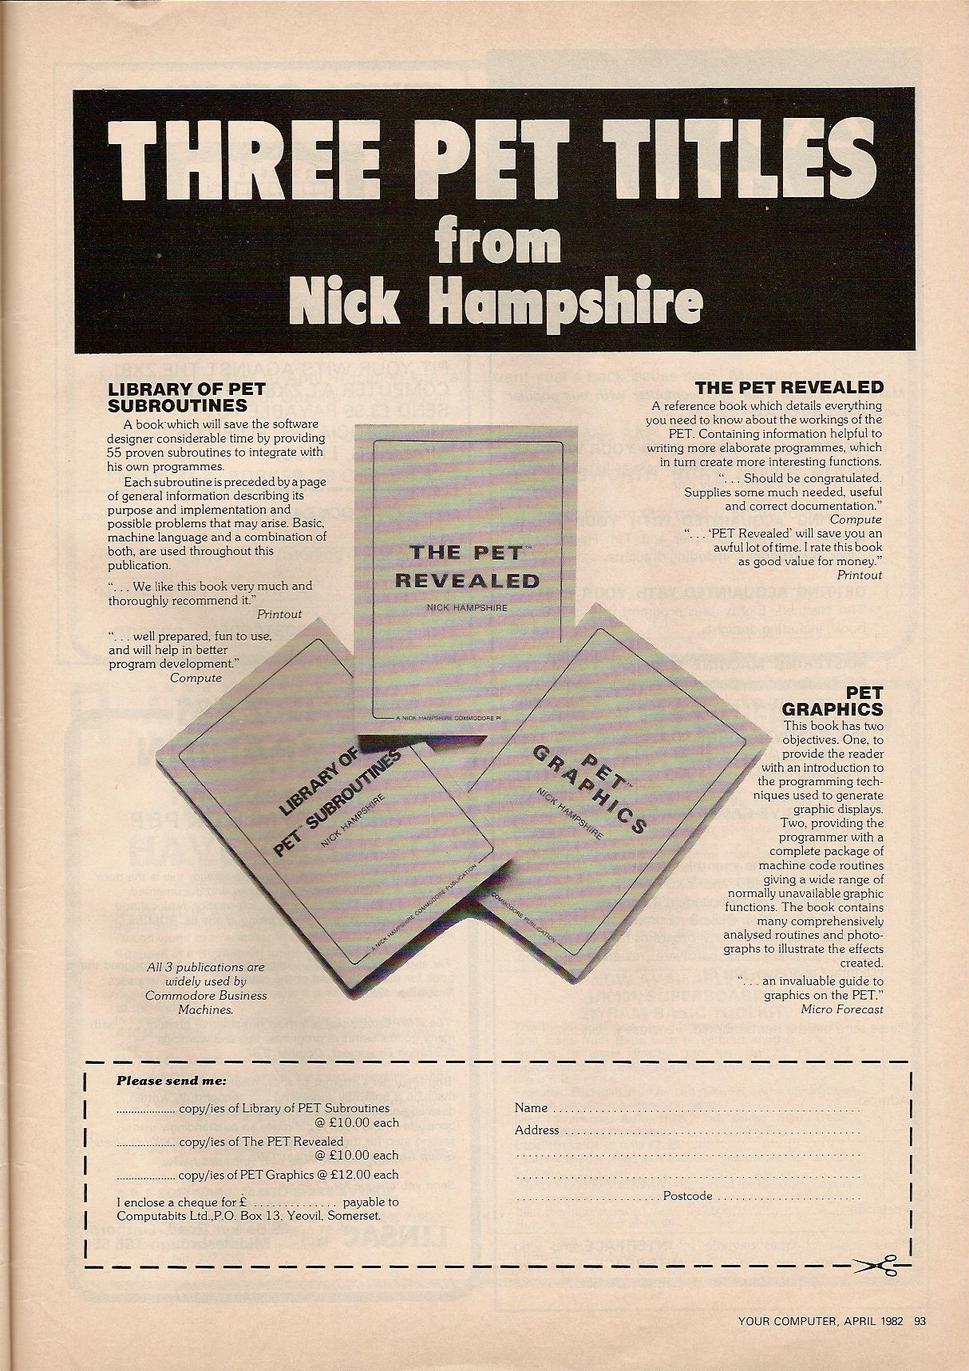 THREE PET TITLES
from
Nick Hampshire
LIBRARY OF PET
SUBROUTINES
A book which will save the software
designer considerable time by providing
55 proven subroutines to integrate with
his own programmes.
Each subroutine is preceded by a page
of general information describing its
purpose and implementation and
possible problems that may arise. Basic,
machine language and a combination of
both, are used throughout this
publication.
“. . . We like this book very much and
thoroughly recommend it.”
Printout
“. . . well prepared, fun to use,
and will help in better
program development.”
Compute
THE PET REVEALED
A reference book which details everything
you need to know about the workings of the
PET. Containing information helpful to
writing more elaborate programmes, which
in turn create more interesting functions.
“. . . Should be congratulated.
Supplies some much needed, useful
and correct documentation.”
Compute
“. . . ‘PET Revealed’ will save you an
awful lot of time. I rate this book
as good value for money.”
Printout
THE PET™
REVEALED
NICK HAMPSHIRE
A NICK HAMPSHIRE COMMODORE
LIBRARY OF
PET™ SUBROUTINES
NICK HAMPSHIRE
A NICK HAMPSHIRE COMMODORE PUBLICATION
PET™
GRAPHICS
NICK HAMPSHIRE
COMMODORE PUBLICATION
PET
GRAPHICS
This book has two
objectives. One, to
provide the reader
with an introduction to
the programming tech-
niques used to generate
graphic displays.
Two, providing the
programmer with a
complete package of
machine code routines
giving a wide range of
normally unavailable graphic
functions. The book contains
many comprehensively
analysed routines and photo-
graphs to illustrate the effects
created.
“. . . an invaluable guide to
graphics on the PET.”
Micro Forecast
All 3 publications are
widely used by
Commodore Business
Machines.
Please send me:
.................... copy/ies of Library of PET Subroutines
@ £10.00 each
.................... copy/ies of The PET Revealed
@ £10.00 each
.................... copy/ies of PET Graphics @ £12.00 each
I enclose a cheque for £ . . . . . . . . . . . . . . payable to
Computabits Ltd.,P.O. Box 13, Yeovil, Somerset.
Name . . . . . . . . . . . . . . . . . . . . . . . . . . . . . .
Address . . . . . . . . . . . . . . . . . . . . . . . . . . . . . .
. . . . . . . . . . . . . . . . . . . . . . . . . . . . . .
. . . . . . . . . . . . . . . . . . . . . . . . . . . . . .
. . . . . . . . . . . . . . . Postcode . . . . . . . . . . . . . . .
YOUR COMPUTER, APRIL 1982 93